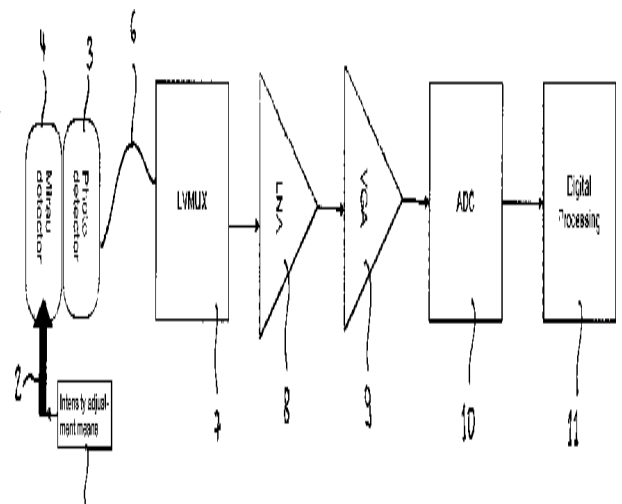 4
3
6
Mirau
detector
Photo
detector
LVMUX
LNA
VGA
ADC
Digital
Processing
2
Intensity adjust-
ment means
7
8
9
10
11